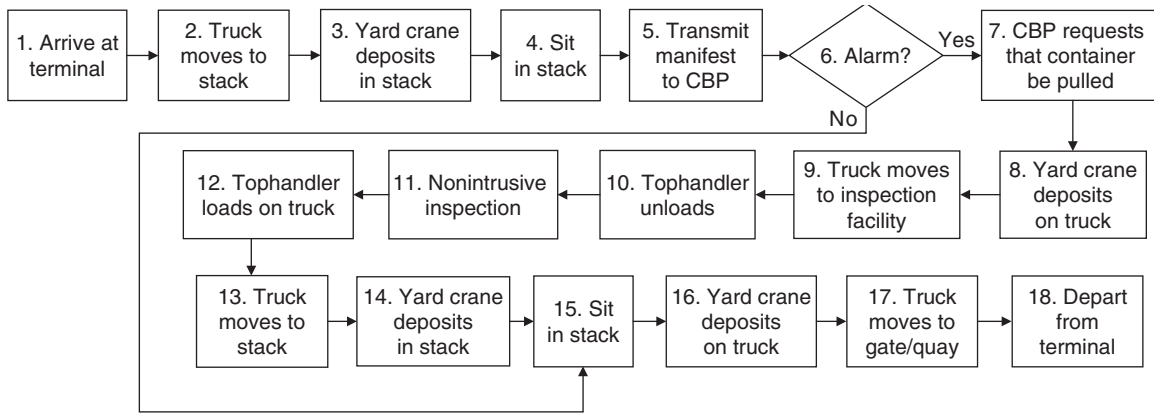 1. Arrive at
terminal
2. Truck
moves to
stack
3. Yard crane
deposits
in stack
4. Sit
in stack
5. Transmit
manifest
to CBP
6. Alarm?
Yes
No
7. CBP requests
that container
be pulled
8. Yard crane
deposits
on truck
9. Truck moves
to inspection
facility
10. Tophandler
unloads
11. Nonintrusive
inspection
12. Tophandler
loads on truck
13. Truck
moves to
stack
14. Yard crane
deposits
in stack
15. Sit
in stack
16. Yard crane
deposits
on truck
17. Truck
moves to
gate/quay
18. Depart
from
terminal